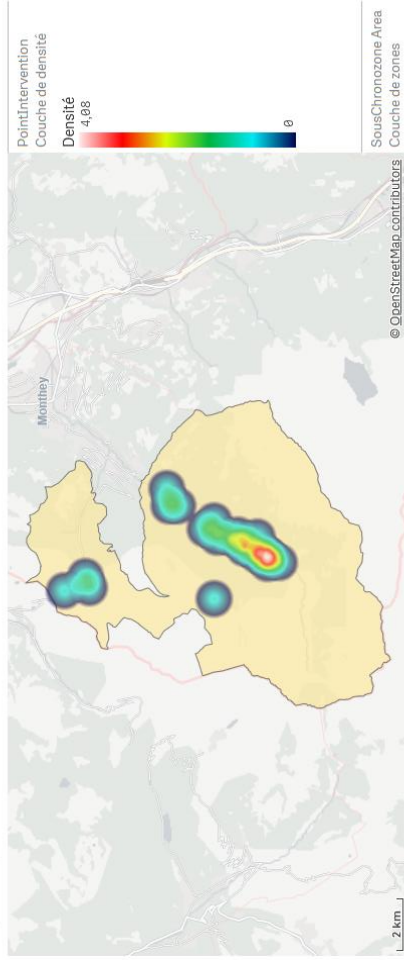 PointIntervention
Couche de densité
Densité
4,08
0
SousChronozone Area
Couche de zones
Monthey
2 km
© OpenStreetMap contributors